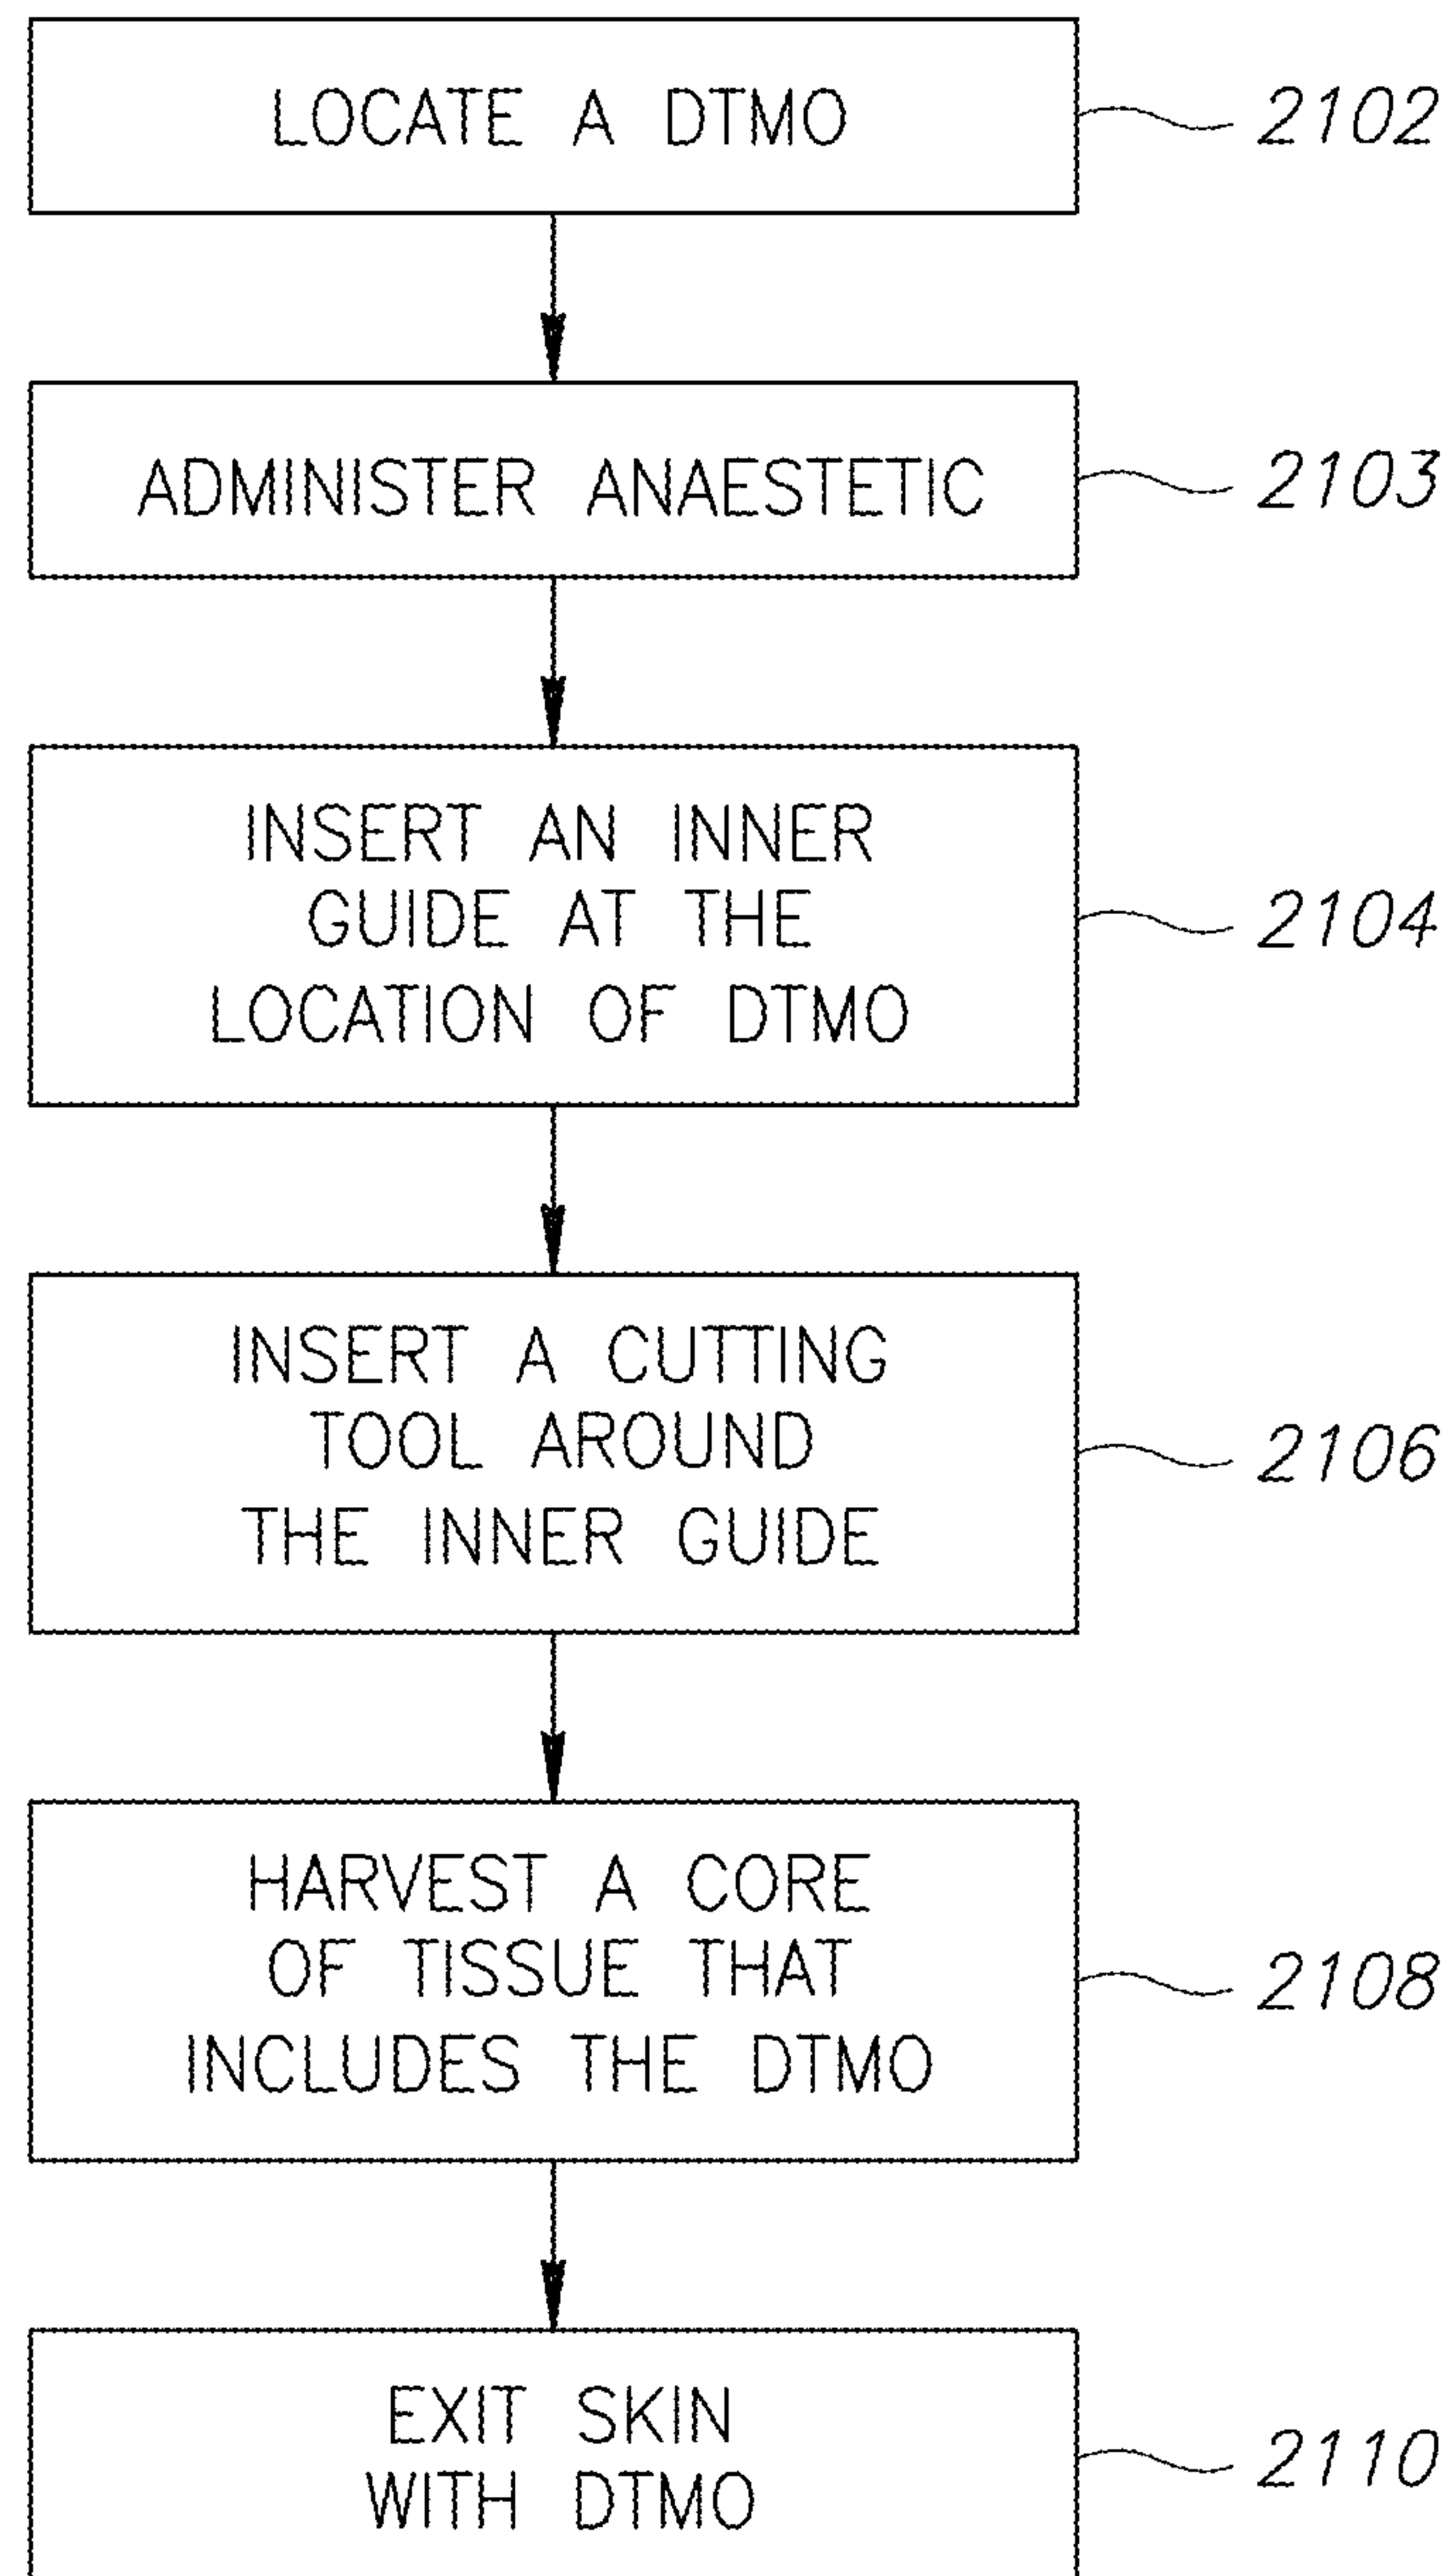 LOCATE A DTMO
2102
ADMINISTER ANAESTETIC
2103
INSERT AN INNER
GUIDE AT THE
LOCATION OF DTMO
2104
INSERT A CUTTING
TOOL AROUND
THE INNER GUIDE
2106
HARVEST A CORE
OF TISSUE THAT
INCLUDES THE DTMO
2108
EXIT SKIN
WITH DTMO
2110